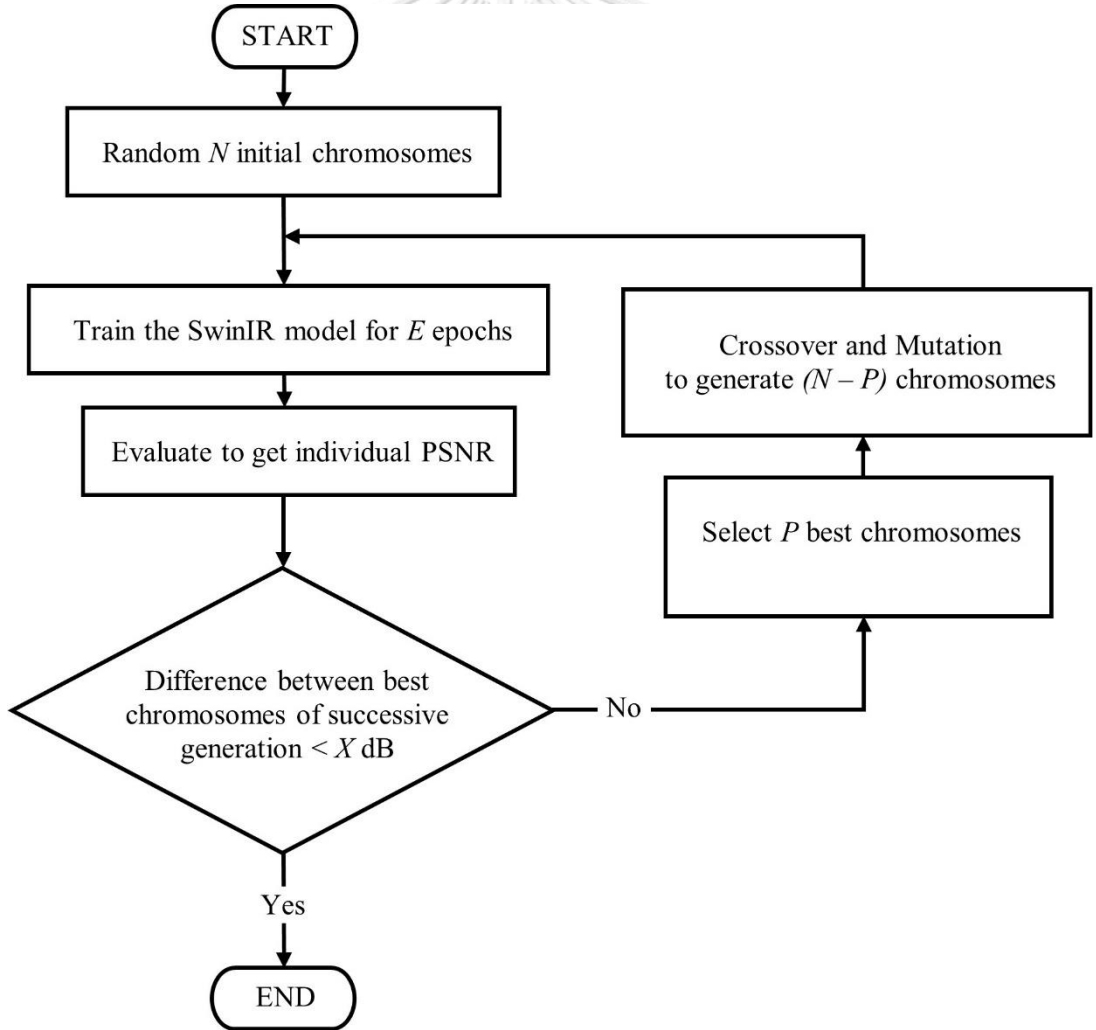 START
Random N initial chromosomes
Train the SwinIR model for E epochs
Evaluate to get individual PSNR
Difference between best
chromosomes of successive
generation < X dB
No
Select P best chromosomes
Crossover and Mutation
to generate (N – P) chromosomes
Yes
END